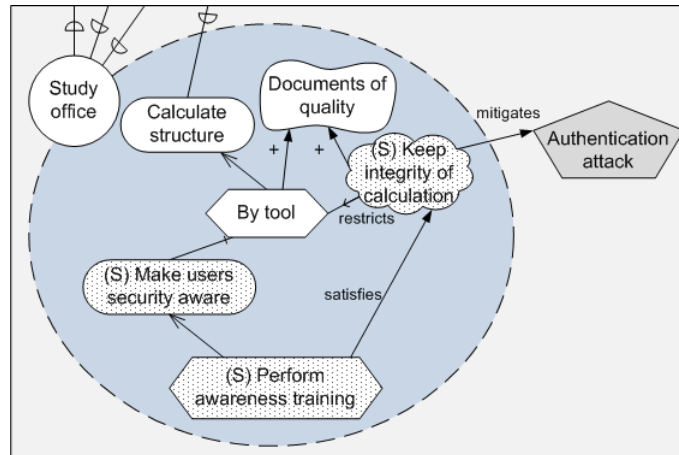 Study
office
Calculate
structure
Documents of
quality
mitigates
Authentication
attack
+
+
(S) Keep
integrity of
calculation
By tool
restricts
(S) Make users
security aware
satisfies
(S) Perform
awareness training